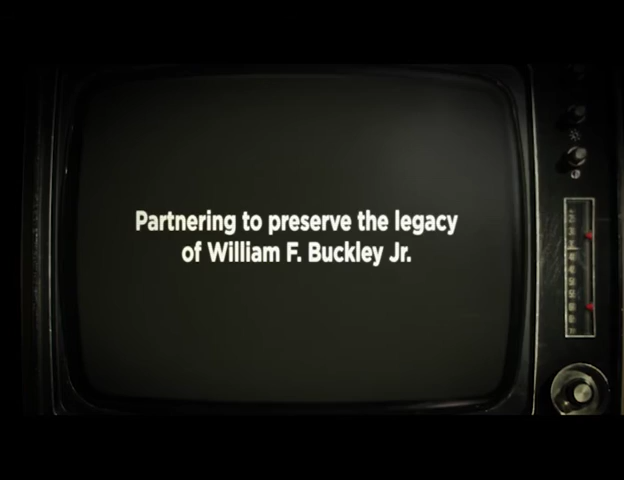 Partnering to preserve the legacy
of William F. Buckley Jr.